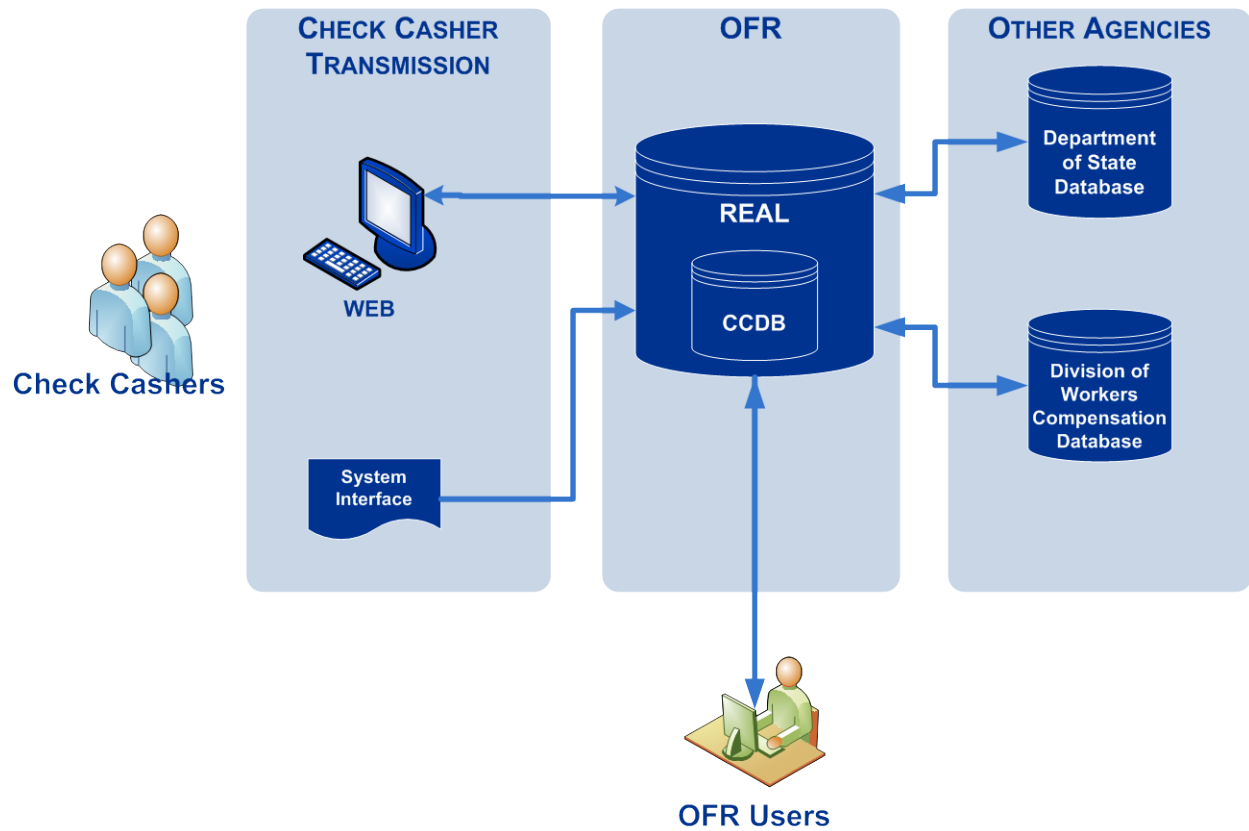 CHECK CASHER
TRANSMISSION
OFR
OTHER AGENCIES
Department
of State
Database
REAL
WEB
CCDB
Check Cashers
Division of
Workers
Compensation
Database
System
Interface
OFR Users